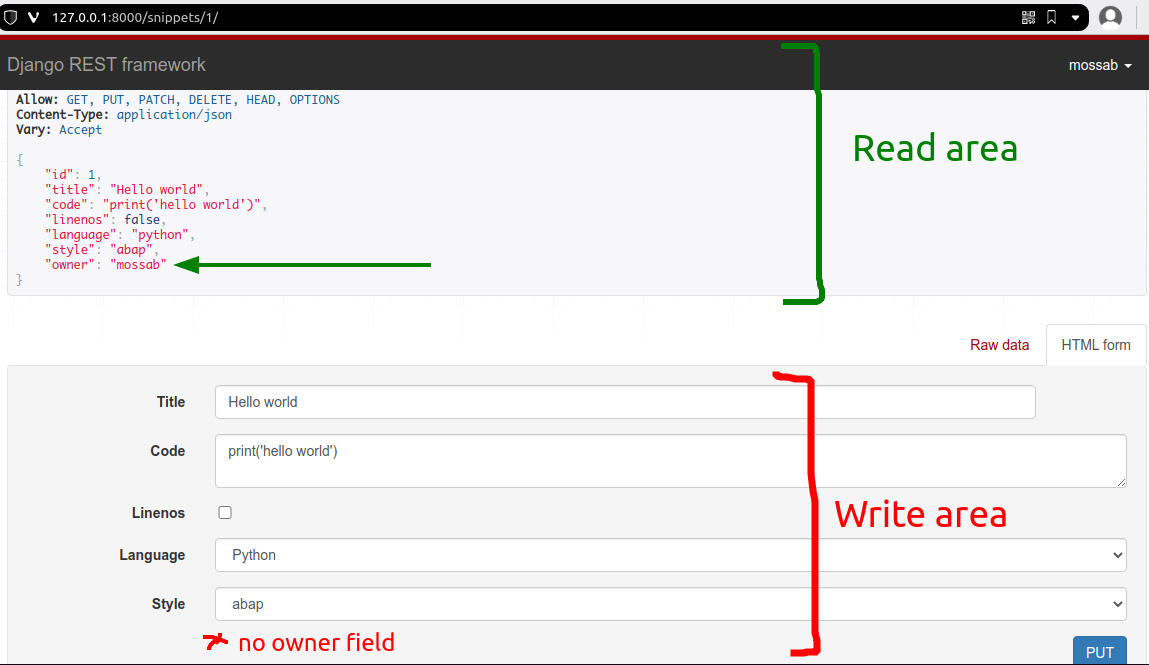 127.0.0.1:8000/snippets/1/
Django REST framework
mossab
Allow: GET, PUT, PATCH, DELETE, HEAD, OPTIONS
Content-Type: application/json
Vary: Accept
Read area
{
"id": 1,
"title": "Hello world",
"code": "print('hello world')",
"linenos": false,
"language": "python",
"style": "abap",
"owner": "mossab"
}
Raw data
HTML form
Title
Hello world
Code
print('hello world')
Linenos
Write area
Language
Python
Style
abap
* no owner field
PUT